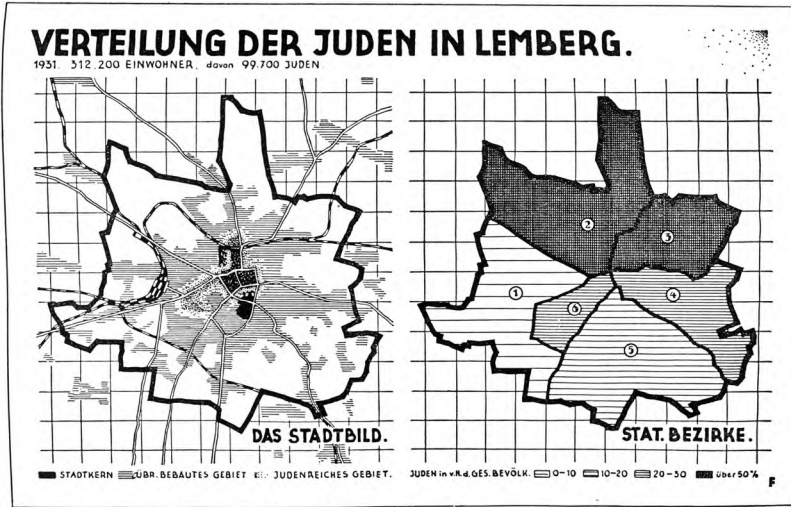 VERTEILUNG DER JUDEN IN LEMBERG.
1931. 312.200 EINWOHNER, davon 99.700 JUDEN
DAS STADTBILD.
STADTKERN ÜBR. BEBAUTES GEBIET JUDENREICHES GEBIET.
2
3
1
4
6
5
STAT. BEZIRKE.
JUDEN in v.H.d. GES. BEVÖLK. 0-10 10-20 20-30 über 50%
F